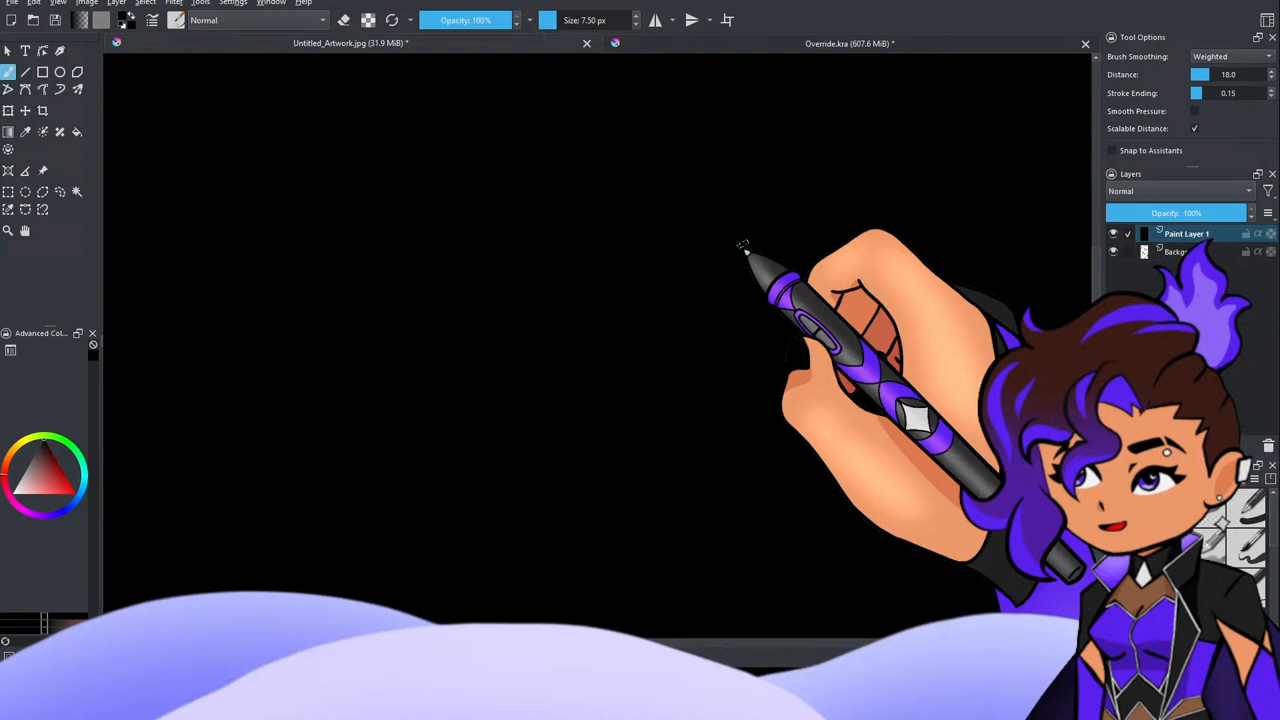 File Edit View Image Layer Select Filter Tools Settings Window Help
Normal
Opacity: 100%
Size: 7.50 px
Untitled_Artwork.jpg (31.9 MiB) *
Override.kra (607.6 MiB) *
Tool Options
Brush Smoothing: Weighted
Distance: 18.0
Stroke Ending: 0.15
Smooth Pressure:
Scalable Distance:
Snap to Assistants
Layers
Normal
Opacity: 100%
Paint Layer 1
Backg
Advanced Col...